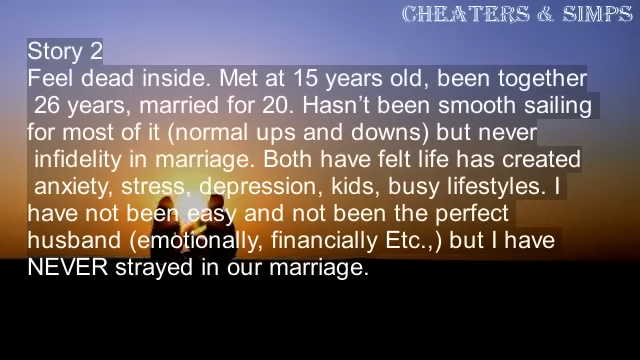 CHEATERS & SIMPS
Story 2
Feel dead inside. Met at 15 years old, been together
26 years, married for 20. Hasn’t been smooth sailing
for most of it (normal ups and downs) but never
infidelity in marriage. Both have felt life has created
anxiety, stress, depression, kids, busy lifestyles. I
have not been easy and not been the perfect
husband (emotionally, financially Etc.,) but I have
NEVER strayed in our marriage.